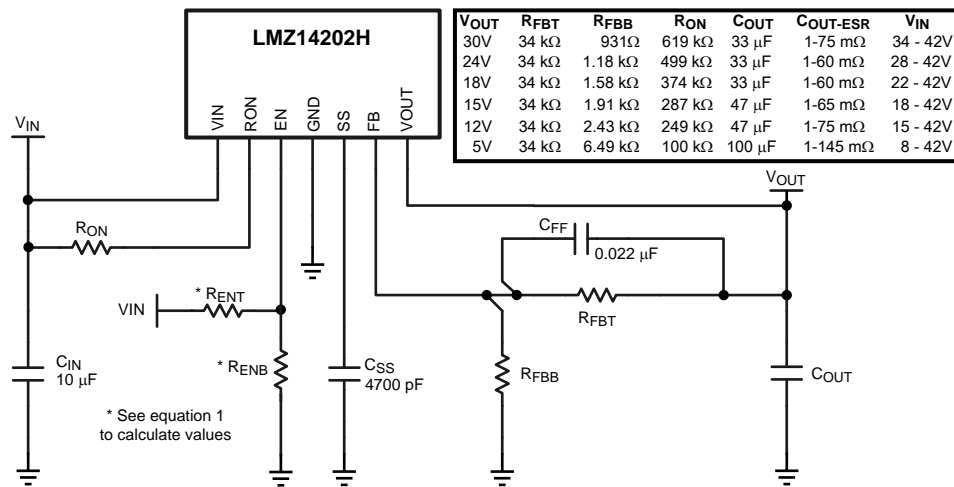 LMZ14202H
VIN RON EN GND SS FB VOUT
VOUT RFBT RFBB RON COUT COUT-ESR VIN
30V 34 kΩ 931Ω 619 kΩ 33 μF 1-75 mΩ 34 - 42V
24V 34 kΩ 1.18 kΩ 499 kΩ 33 μF 1-60 mΩ 28 - 42V
18V 34 kΩ 1.58 kΩ 374 kΩ 33 μF 1-60 mΩ 22 - 42V
15V 34 kΩ 1.91 kΩ 287 kΩ 47 μF 1-65 mΩ 18 - 42V
12V 34 kΩ 2.43 kΩ 249 kΩ 47 μF 1-75 mΩ 15 - 42V
5V 34 kΩ 6.49 kΩ 100 kΩ 100 μF 1-145 mΩ 8 - 42V
VIN
VOUT
RON
CFF
0.022 μF
* RENT
VIN
RFBT
* RENB
CIN
10 μF
CSS
4700 pF
RFBB
COUT
* See equation 1
to calculate values